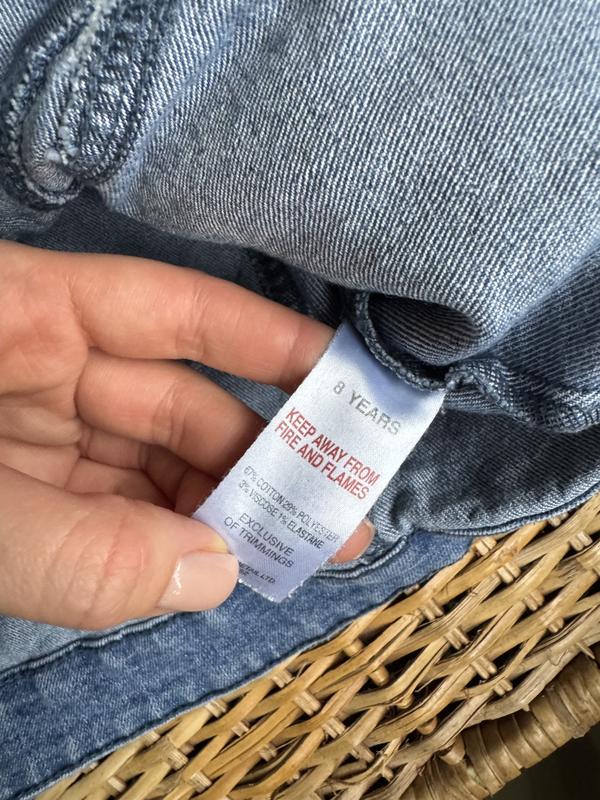 8 YEARS
KEEP AWAY FROM
FIRE AND FLAMES
67% COTTON 29% POLYESTER
3% VISCOSE 1% ELASTANE
EXCLUSIVE
OF TRIMMINGS
LTD